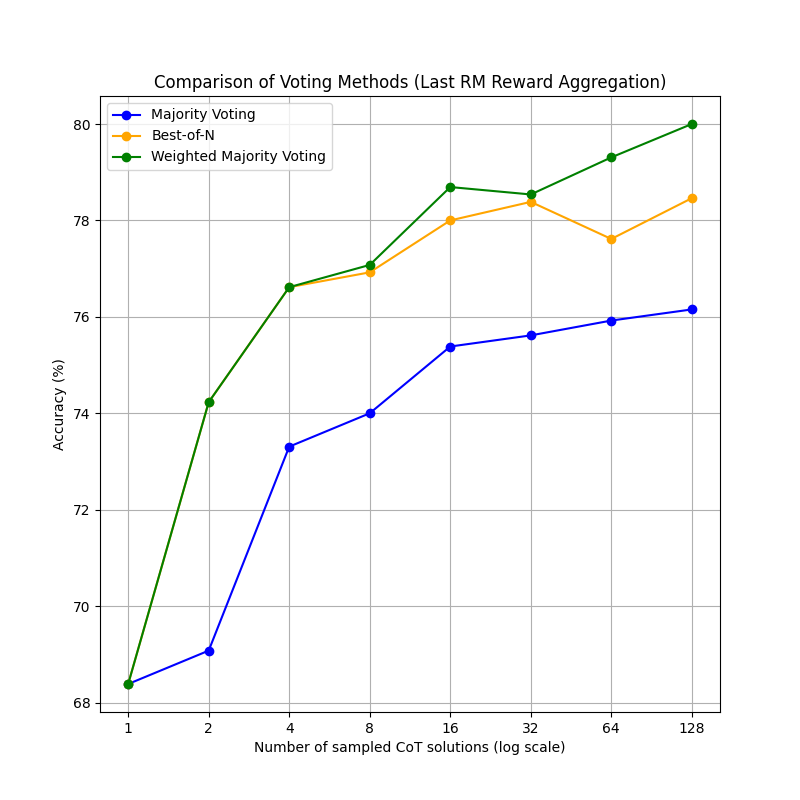 Comparison of Voting Methods (Last RM Reward Aggregation)
Majority Voting
Best-of-N
Weighted Majority Voting
80
78
76
74
72
70
68
Accuracy (%)
1 2 4 8 16 32 64 128
Number of sampled CoT solutions (log scale)